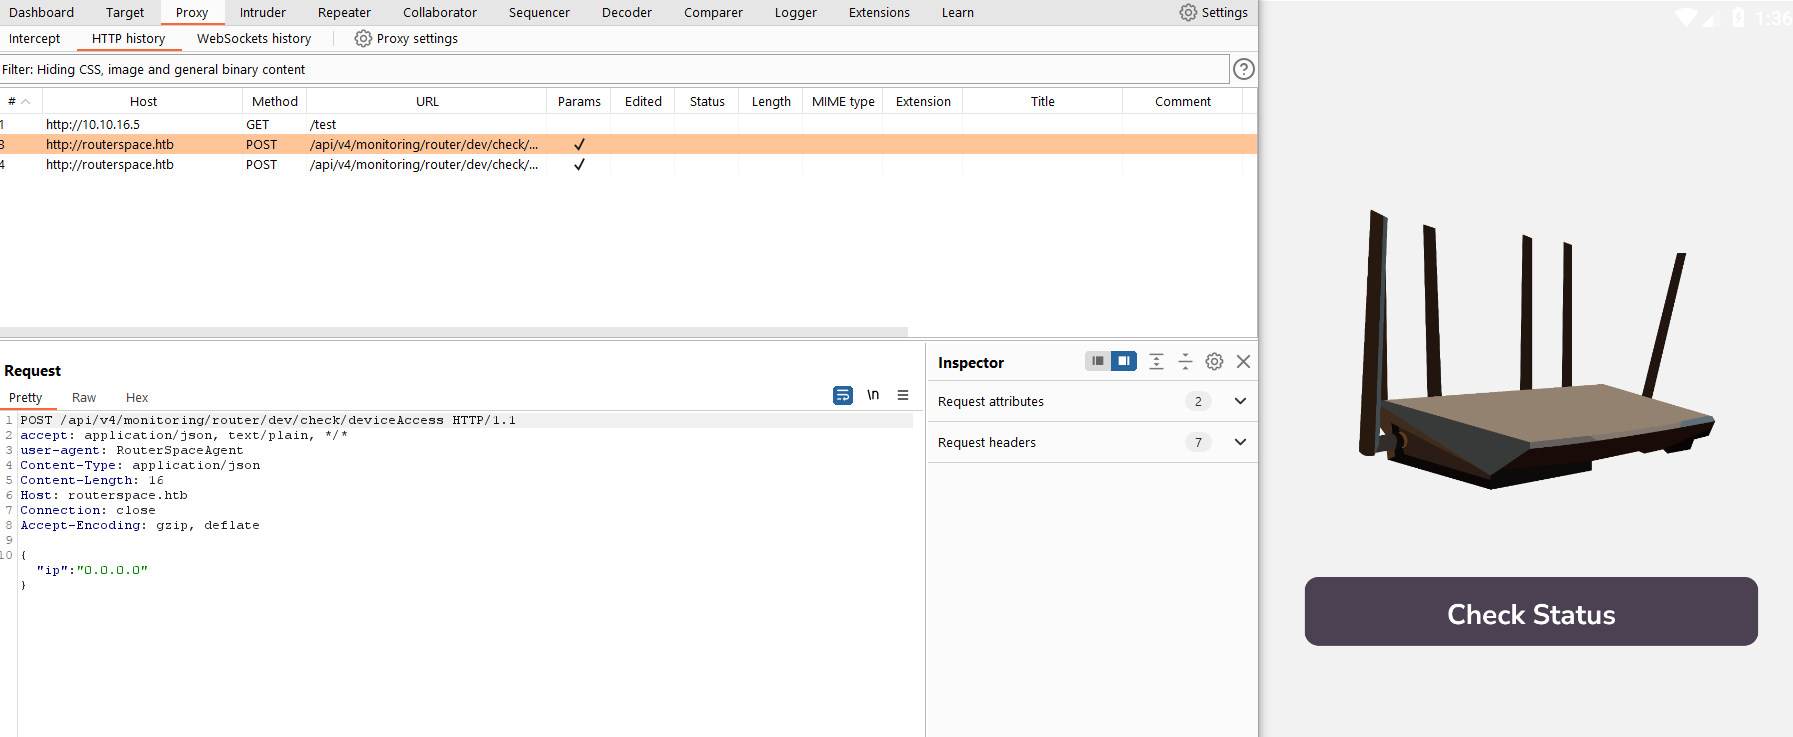 Dashboard Target Proxy Intruder Repeater Collaborator Sequencer Decoder Comparer Logger Extensions Learn Settings
Intercept HTTP history WebSockets history Proxy settings
Filter: Hiding CSS, image and general binary content
# Host Method URL Params Edited Status Length MIME type Extension Title Comment
1 http://10.10.16.5 GET /test
3 http://routerspace.htb POST /api/v4/monitoring/router/dev/check/... ✓
4 http://routerspace.htb POST /api/v4/monitoring/router/dev/check/... ✓
Request
Pretty Raw Hex \n
1 POST /api/v4/monitoring/router/dev/check/deviceAccess HTTP/1.1
2 accept: application/json, text/plain, */*
3 user-agent: RouterSpaceAgent
4 Content-Type: application/json
5 Content-Length: 16
6 Host: routerspace.htb
7 Connection: close
8 Accept-Encoding: gzip, deflate
9
10 {
"ip":"0.0.0.0"
}
Inspector
Request attributes 2
Request headers 7
1:36
Check Status